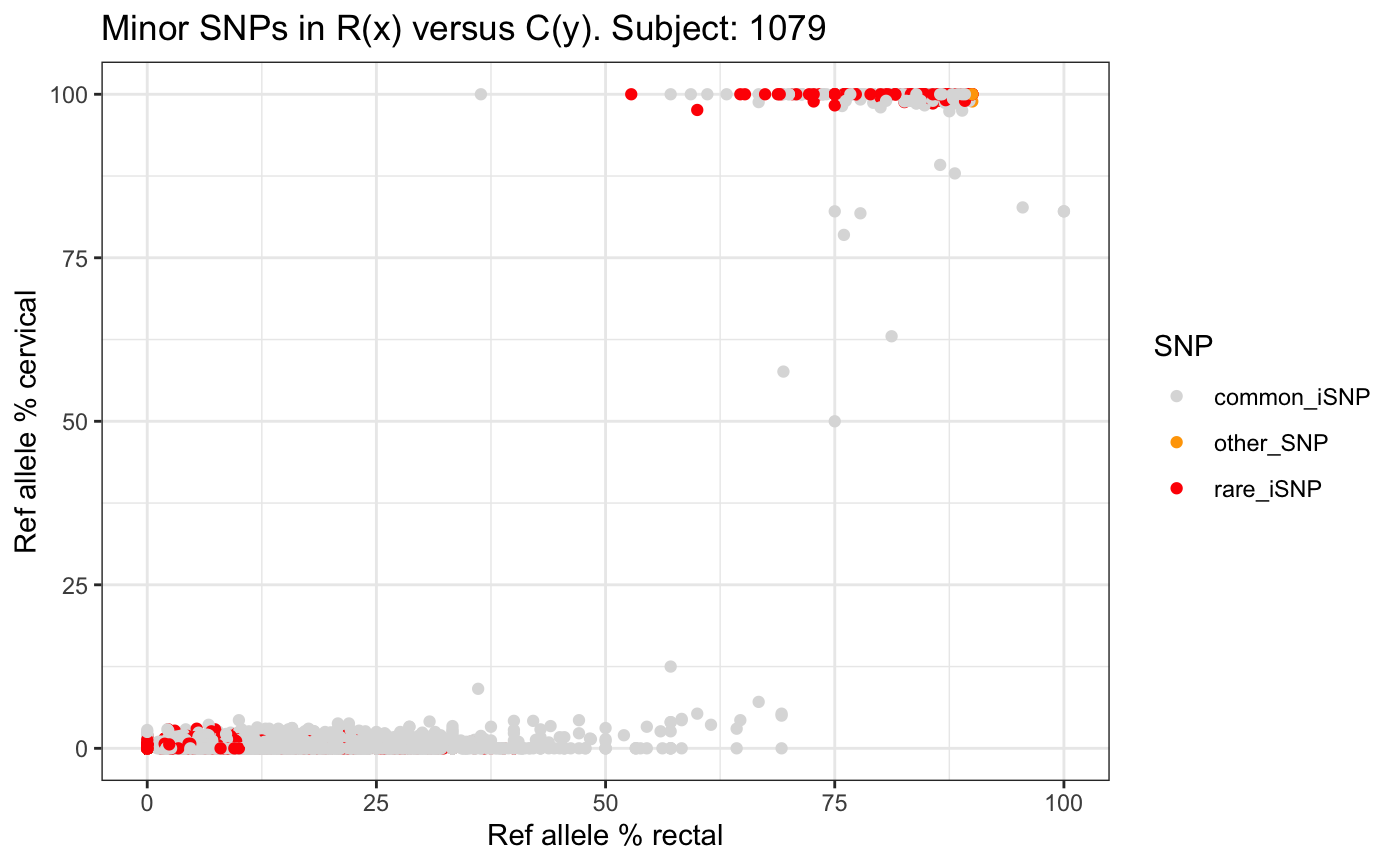 Minor SNPs in R(x) versus C(y). Subject: 1079
100
75
50
25
0
Ref allele % cervical
0 25 50 75 100
Ref allele % rectal
SNP
common_iSNP
other_SNP
rare_iSNP